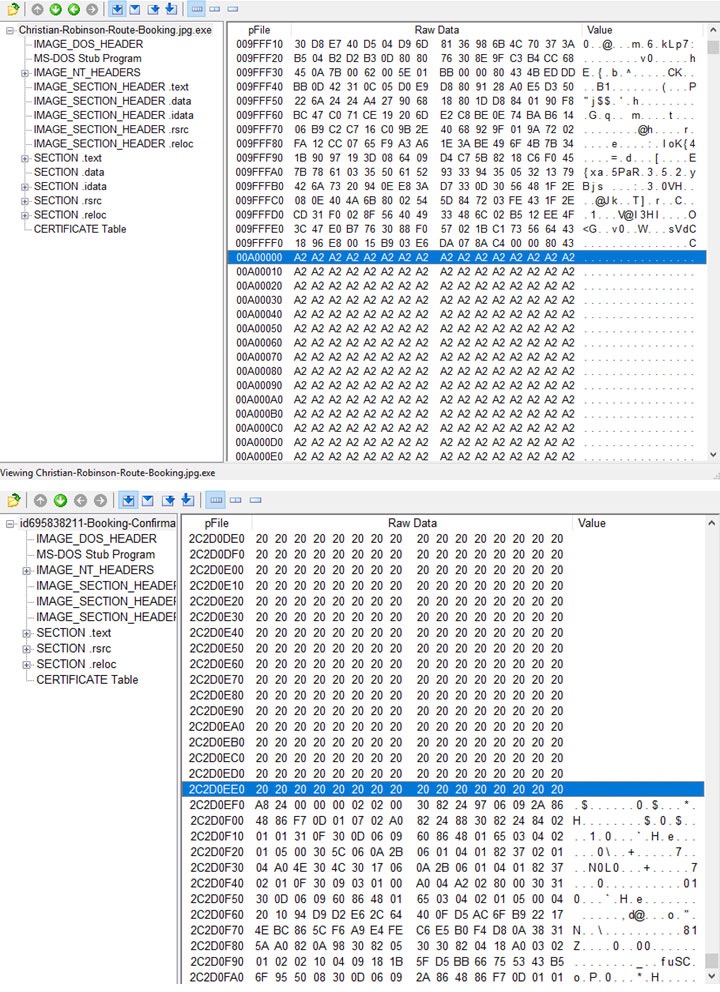 Christian-Robinson-Route-Booking.jpg.exe
IMAGE_DOS_HEADER
MS-DOS Stub Program
IMAGE_NT_HEADERS
IMAGE_SECTION_HEADER .text
IMAGE_SECTION_HEADER .data
IMAGE_SECTION_HEADER .idata
IMAGE_SECTION_HEADER .rsrc
IMAGE_SECTION_HEADER .reloc
SECTION .text
SECTION .data
SECTION .idata
SECTION .rsrc
SECTION .reloc
CERTIFICATE Table
pFile Raw Data Value
009FFF10 30 D8 E7 40 D5 04 D9 6D 81 36 98 6B 4C 70 37 3A 0..@...m.6.kLp7:
009FFF20 B5 04 B2 D2 B3 0D 80 80 76 30 8E 9F C3 B4 CC 68 ........v0.....h
009FFF30 45 0A 7B 00 62 00 5E 01 BB 00 00 80 43 4B ED DD E.{.b.^.....CK..
009FFF40 BB 0D 42 31 0C 05 D0 E9 D8 80 91 28 A0 E5 D3 50 ..B1.......(...P
009FFF50 22 6A 24 24 A4 27 90 68 18 80 1D D8 84 01 90 F8 "j$$.'.h........
009FFF60 BC 47 C0 71 CE 19 26 6D E2 C8 BE 0E 74 BA B6 14 .G.q..m....t...
009FFF70 06 B9 C2 C7 16 C0 9B 2E 40 68 92 9F 01 9A 72 02 ........@h....r.
009FFF80 FA 12 CC 07 65 F9 A3 A6 1E 3A BE 49 6F 4B 7B 34 ....e....:.IoK{4
009FFF90 1B 90 97 19 3D 08 64 09 D4 C7 5B 82 18 C6 F0 45 ....=.d...[....E
009FFFA0 7B 78 61 03 35 50 61 52 93 33 94 35 05 32 13 79 {xa.5PaR.3.5.2.y
009FFFB0 42 6A 73 20 94 0E E8 3A D7 33 0D 30 56 48 1F 2E Bjs ...:.3.0VH..
009FFFC0 08 0E 40 4A 6B 80 02 54 5D 84 72 03 FE 43 1F 2E ..@Jk..T].r..C..
009FFFD0 CD 31 F0 02 8F 56 40 49 33 48 6C 02 B5 12 EE 4F .1...V@I3Hl....O
009FFFE0 3C 47 E0 B7 76 30 88 F0 57 02 1B C1 73 56 64 43 <G..v0..W...sVdC
009FFFF0 18 96 E8 00 15 B9 03 E6 DA 07 8A C4 00 00 80 43 ...............C
00A00000 A2 A2 A2 A2 A2 A2 A2 A2 A2 A2 A2 A2 A2 A2 A2 A2 ................
00A00010 A2 A2 A2 A2 A2 A2 A2 A2 A2 A2 A2 A2 A2 A2 A2 A2 ................
00A00020 A2 A2 A2 A2 A2 A2 A2 A2 A2 A2 A2 A2 A2 A2 A2 A2 ................
00A00030 A2 A2 A2 A2 A2 A2 A2 A2 A2 A2 A2 A2 A2 A2 A2 A2 ................
00A00040 A2 A2 A2 A2 A2 A2 A2 A2 A2 A2 A2 A2 A2 A2 A2 A2 ................
00A00050 A2 A2 A2 A2 A2 A2 A2 A2 A2 A2 A2 A2 A2 A2 A2 A2 ................
00A00060 A2 A2 A2 A2 A2 A2 A2 A2 A2 A2 A2 A2 A2 A2 A2 A2 ................
00A00070 A2 A2 A2 A2 A2 A2 A2 A2 A2 A2 A2 A2 A2 A2 A2 A2 ................
00A00080 A2 A2 A2 A2 A2 A2 A2 A2 A2 A2 A2 A2 A2 A2 A2 A2 ................
00A00090 A2 A2 A2 A2 A2 A2 A2 A2 A2 A2 A2 A2 A2 A2 A2 A2 ................
00A000A0 A2 A2 A2 A2 A2 A2 A2 A2 A2 A2 A2 A2 A2 A2 A2 A2 ................
00A000B0 A2 A2 A2 A2 A2 A2 A2 A2 A2 A2 A2 A2 A2 A2 A2 A2 ................
00A000C0 A2 A2 A2 A2 A2 A2 A2 A2 A2 A2 A2 A2 A2 A2 A2 A2 ................
00A000D0 A2 A2 A2 A2 A2 A2 A2 A2 A2 A2 A2 A2 A2 A2 A2 A2 ................
00A000E0 A2 A2 A2 A2 A2 A2 A2 A2 A2 A2 A2 A2 A2 A2 A2 A2 ................
Viewing Christian-Robinson-Route-Booking.jpg.exe
id695838211-Booking-Confirma
IMAGE_DOS_HEADER
MS-DOS Stub Program
IMAGE_NT_HEADERS
IMAGE_SECTION_HEADEF
IMAGE_SECTION_HEADEF
IMAGE_SECTION_HEADEF
SECTION .text
SECTION .rsrc
SECTION .reloc
CERTIFICATE Table
pFile Raw Data Value
2C2D0DE0 20 20 20 20 20 20 20 20 20 20 20 20 20 20 20 20
2C2D0DF0 20 20 20 20 20 20 20 20 20 20 20 20 20 20 20 20
2C2D0E00 20 20 20 20 20 20 20 20 20 20 20 20 20 20 20 20
2C2D0E10 20 20 20 20 20 20 20 20 20 20 20 20 20 20 20 20
2C2D0E20 20 20 20 20 20 20 20 20 20 20 20 20 20 20 20 20
2C2D0E30 20 20 20 20 20 20 20 20 20 20 20 20 20 20 20 20
2C2D0E40 20 20 20 20 20 20 20 20 20 20 20 20 20 20 20 20
2C2D0E50 20 20 20 20 20 20 20 20 20 20 20 20 20 20 20 20
2C2D0E60 20 20 20 20 20 20 20 20 20 20 20 20 20 20 20 20
2C2D0E70 20 20 20 20 20 20 20 20 20 20 20 20 20 20 20 20
2C2D0E80 20 20 20 20 20 20 20 20 20 20 20 20 20 20 20 20
2C2D0E90 20 20 20 20 20 20 20 20 20 20 20 20 20 20 20 20
2C2D0EA0 20 20 20 20 20 20 20 20 20 20 20 20 20 20 20 20
2C2D0EB0 20 20 20 20 20 20 20 20 20 20 20 20 20 20 20 20
2C2D0EC0 20 20 20 20 20 20 20 20 20 20 20 20 20 20 20 20
2C2D0ED0 20 20 20 20 20 20 20 20 20 20 20 20 20 20 20 20
2C2D0EE0 20 20 20 20 20 20 20 20 20 20 20 20 20 20 20 20
2C2D0EF0 A8 24 00 00 00 02 02 00 30 82 24 97 06 09 2A 86 .$......0.$...*.
2C2D0F00 48 86 F7 0D 01 07 02 A0 82 24 88 30 82 24 84 02 H........$.0.$..
2C2D0F10 01 01 31 0F 30 0D 06 09 60 86 48 01 65 03 04 02 ..1.0...`.H.e...
2C2D0F20 01 05 00 30 5C 06 0A 2B 06 01 04 01 82 37 02 01 ...0\..+.....7..
2C2D0F30 04 A0 4E 30 4C 30 17 06 0A 2B 06 01 04 01 82 37 ..N0L0...+.....7
2C2D0F40 02 01 0F 30 09 03 01 00 A0 04 A2 02 80 00 30 31 ...0..........01
2C2D0F50 30 0D 06 09 60 86 48 01 65 03 04 02 01 05 00 04 0...`.He........
2C2D0F60 20 10 94 D9 D2 E6 2C 64 40 0F D5 AC 6F B9 22 17 ......,d@...o.".
2C2D0F70 4E BC 86 5C F6 A9 E4 FE C6 E5 B0 F4 D8 0A 38 31 N..\..........81
2C2D0F80 5A A0 82 0A 98 30 82 05 30 30 82 04 18 A0 03 02 Z....0..00......
2C2D0F90 01 02 02 10 04 09 18 1B 5F D5 BB 66 75 53 43 B5 ........_..fuSC.
2C2D0FA0 6F 95 50 08 30 0D 06 09 2A 86 48 86 F7 0D 01 01 o.P.0...*.H.....